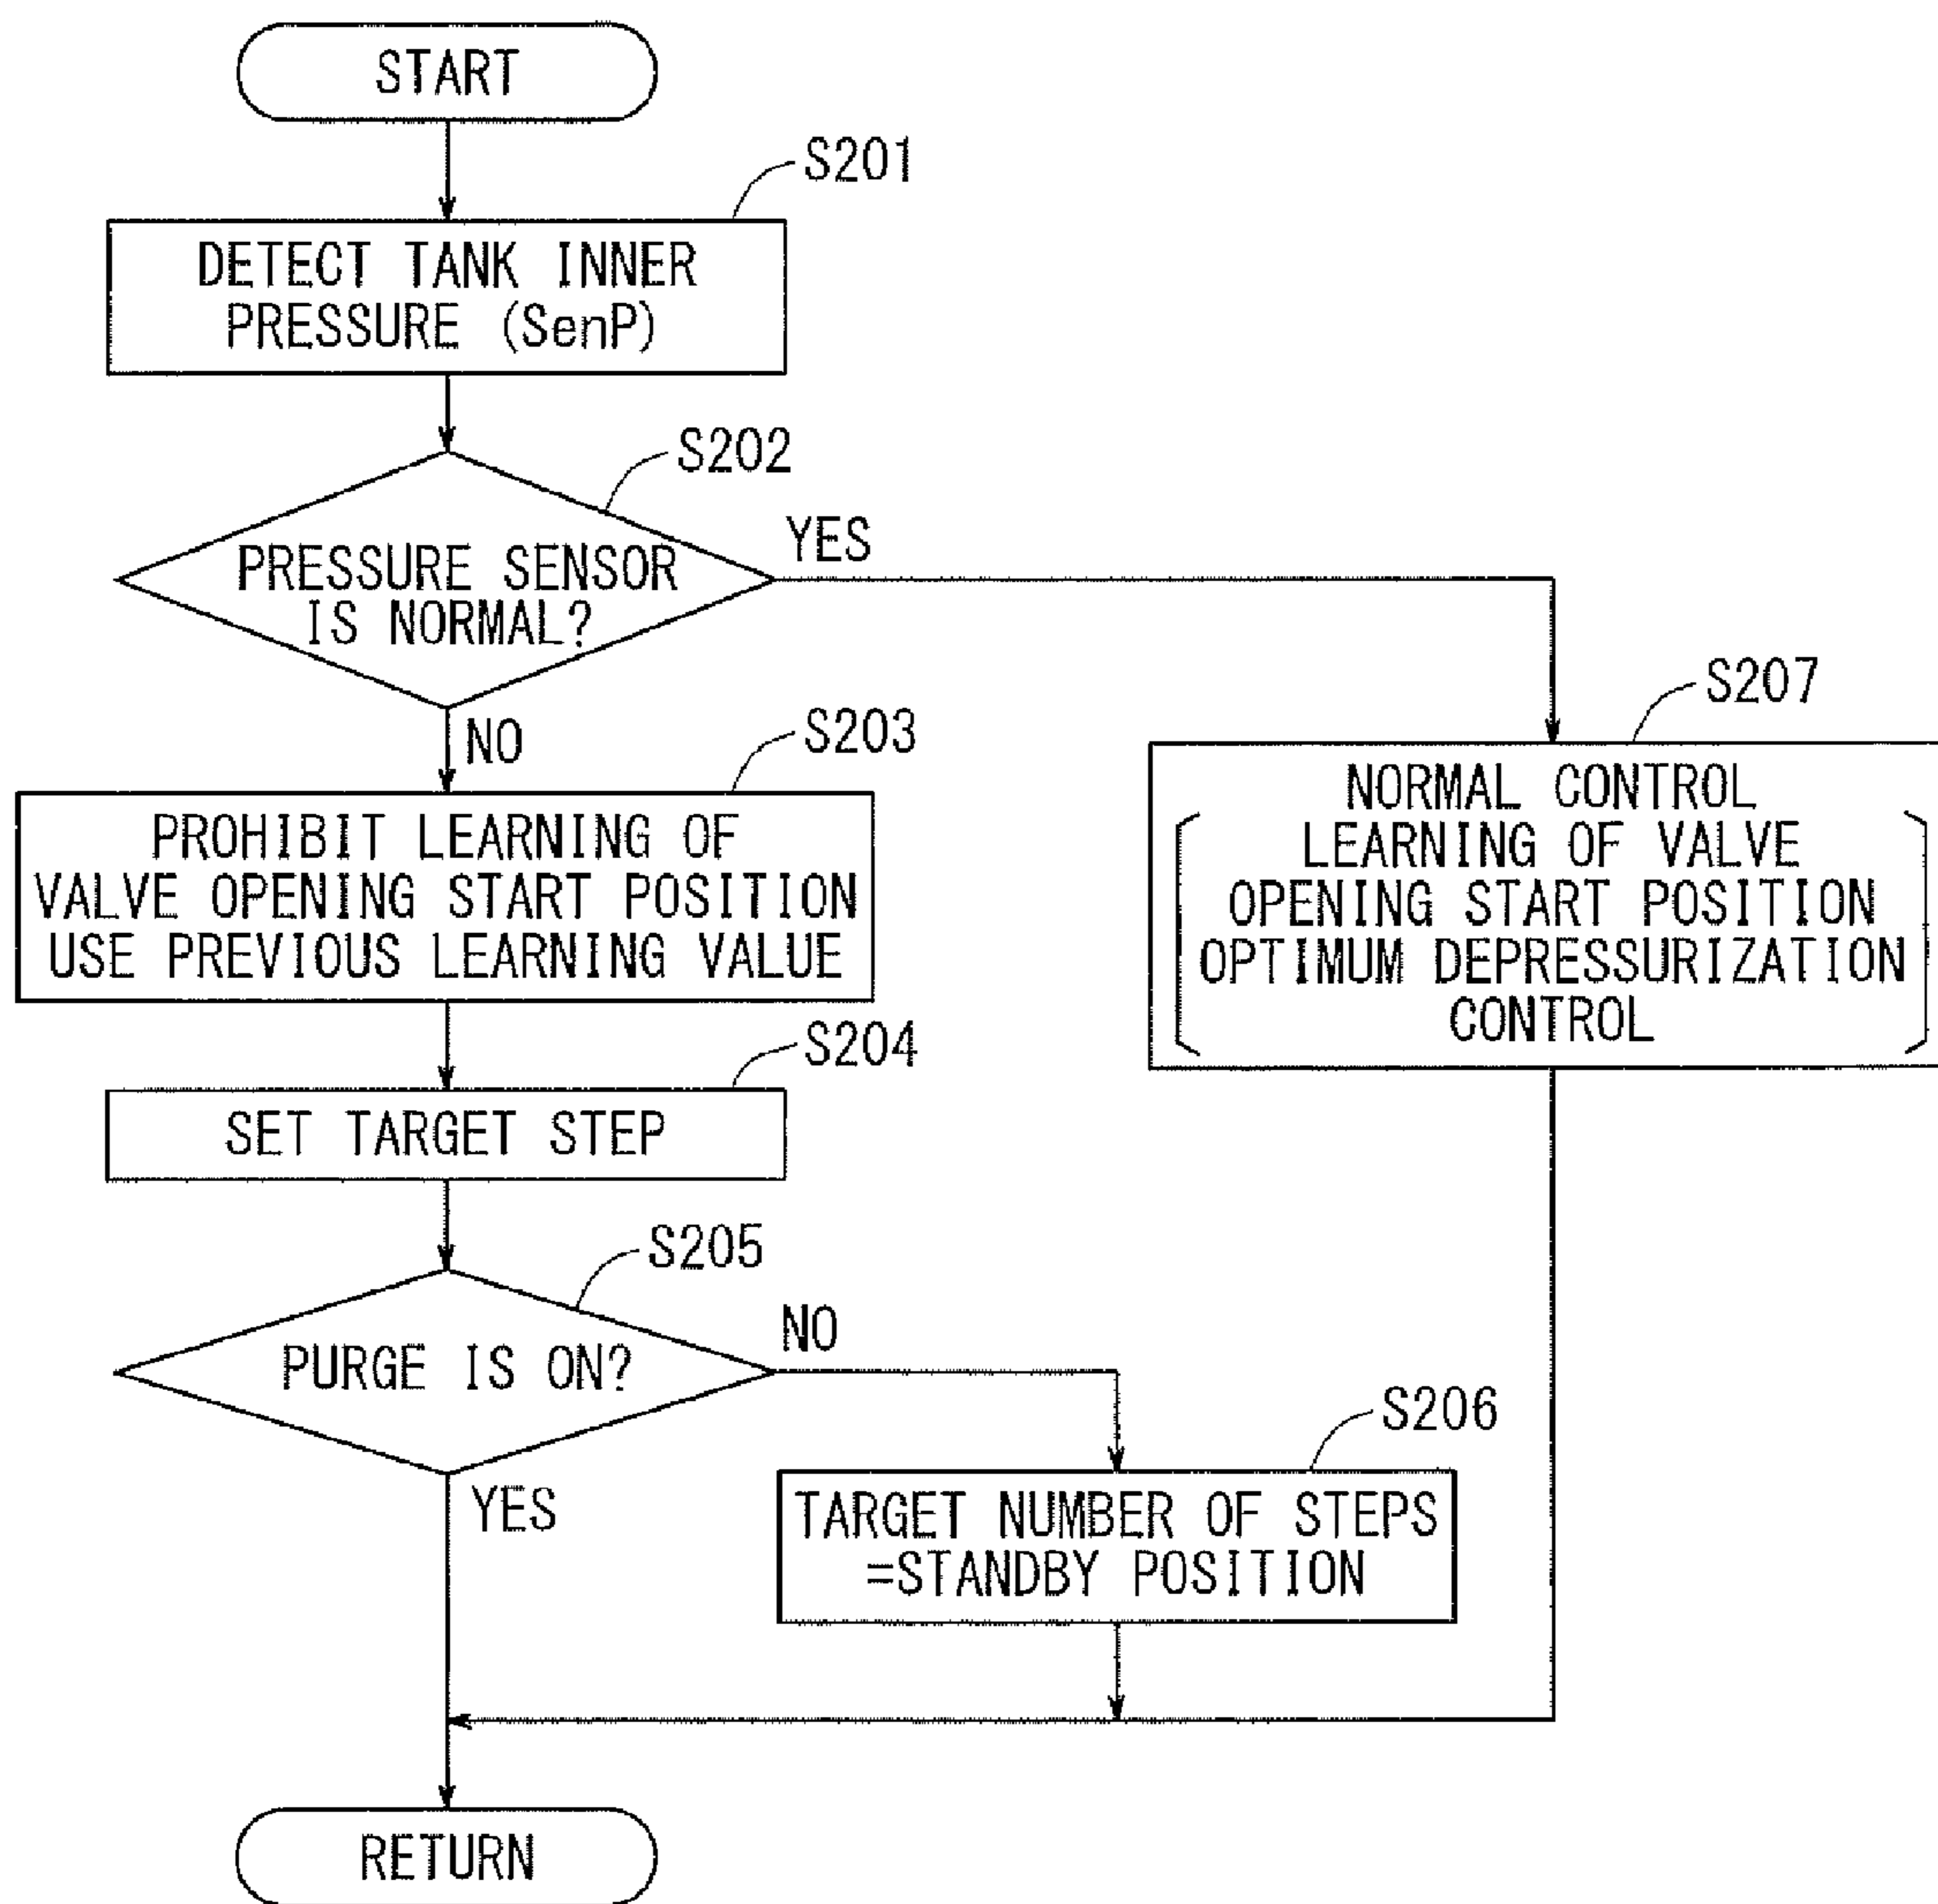 START
S201
DETECT TANK INNER
PRESSURE (SenP)
S202
PRESSURE SENSOR
IS NORMAL?
YES
NO
S203
PROHIBIT LEARNING OF
VALVE OPENING START POSITION
USE PREVIOUS LEARNING VALUE
S207
NORMAL CONTROL
LEARNING OF VALVE
OPENING START POSITION
OPTIMUM DEPRESSURIZATION
CONTROL
S204
SET TARGET STEP
S205
PURGE IS ON?
NO
YES
S206
TARGET NUMBER OF STEPS
=STANDBY POSITION
RETURN